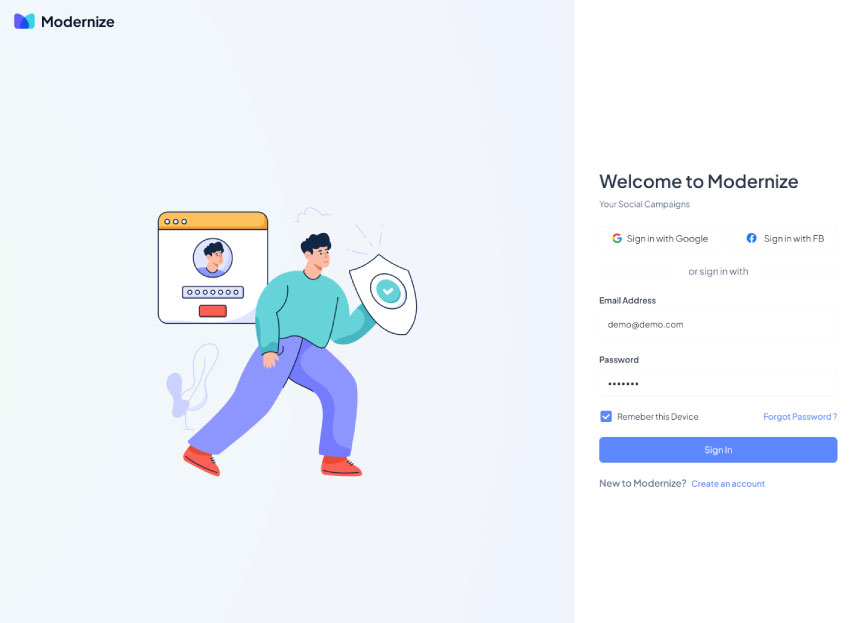 Modernize
Welcome to Modernize
Your Social Campaigns
Sign in with Google
Sign in with FB
or sign in with
Email Address
demo@demo.com
Password
•••••••
Remeber this Device
Forgot Password ?
Sign In
New to Modernize? Create an account